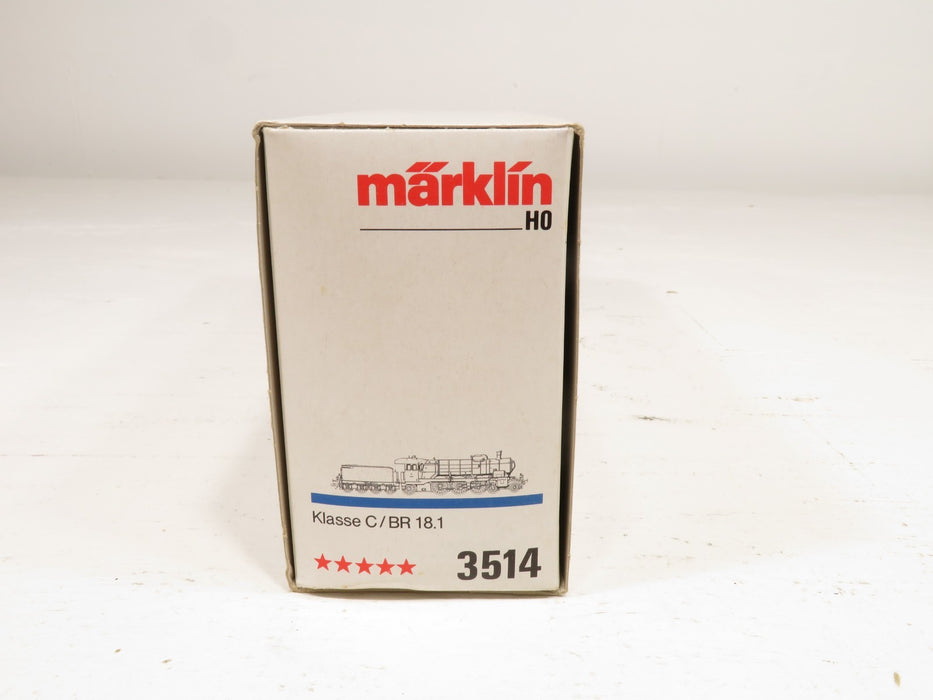 märklin
HO
Klasse C/BR 18.1
★★★★★ 3514